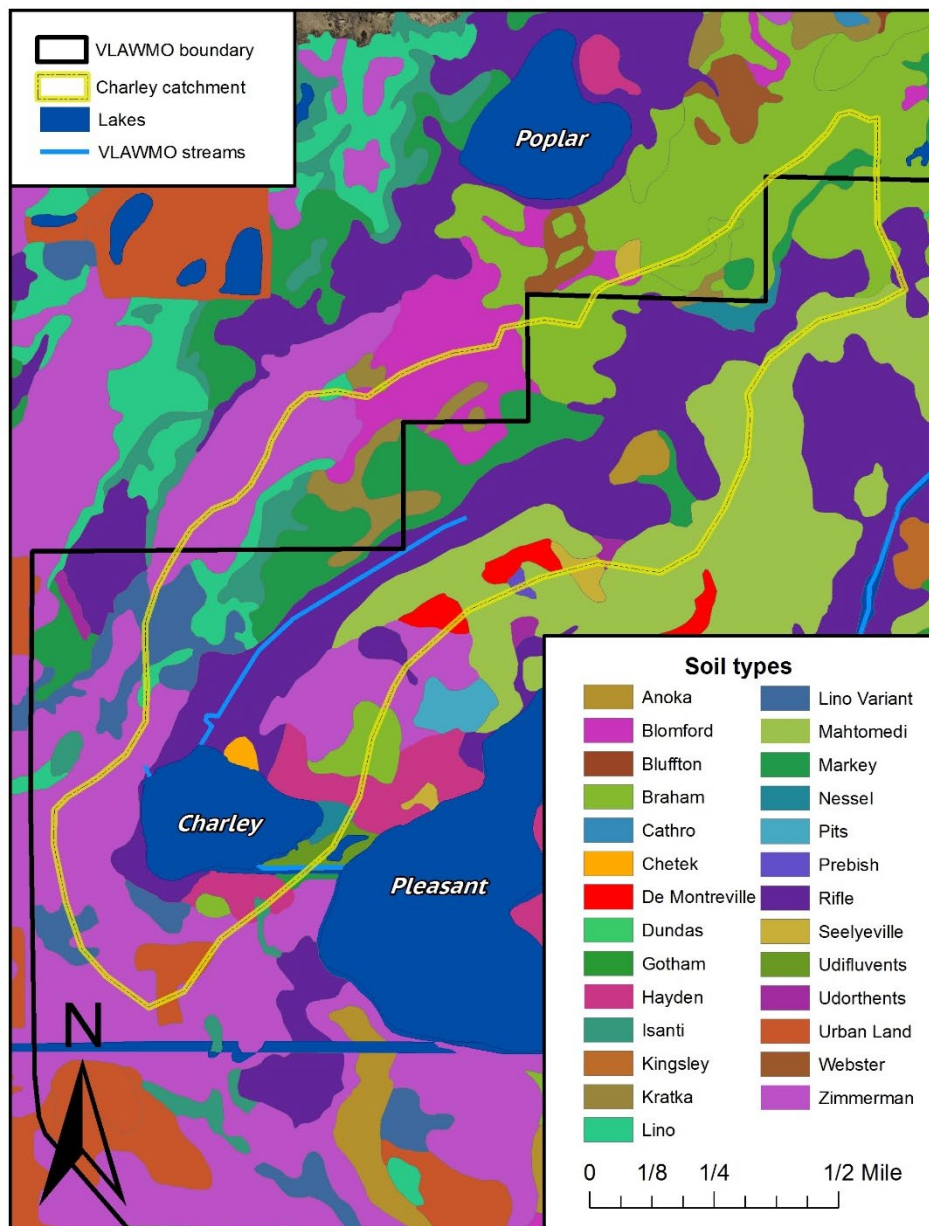 VLAWMO boundary
Charley catchment
Lakes
VLAWMO streams
Poplar
Charley
Pleasant
N
Soil types
Anoka
Blomford
Bluffton
Braham
Cathro
Chetek
De Montreville
Dundas
Gotham
Hayden
Isanti
Kingsley
Kratka
Lino
Lino Variant
Mahtomedi
Markey
Nessel
Pits
Prebish
Rifle
Seelyeville
Udifluvents
Udorthents
Urban Land
Webster
Zimmerman
0 1/8 1/4 1/2 Mile